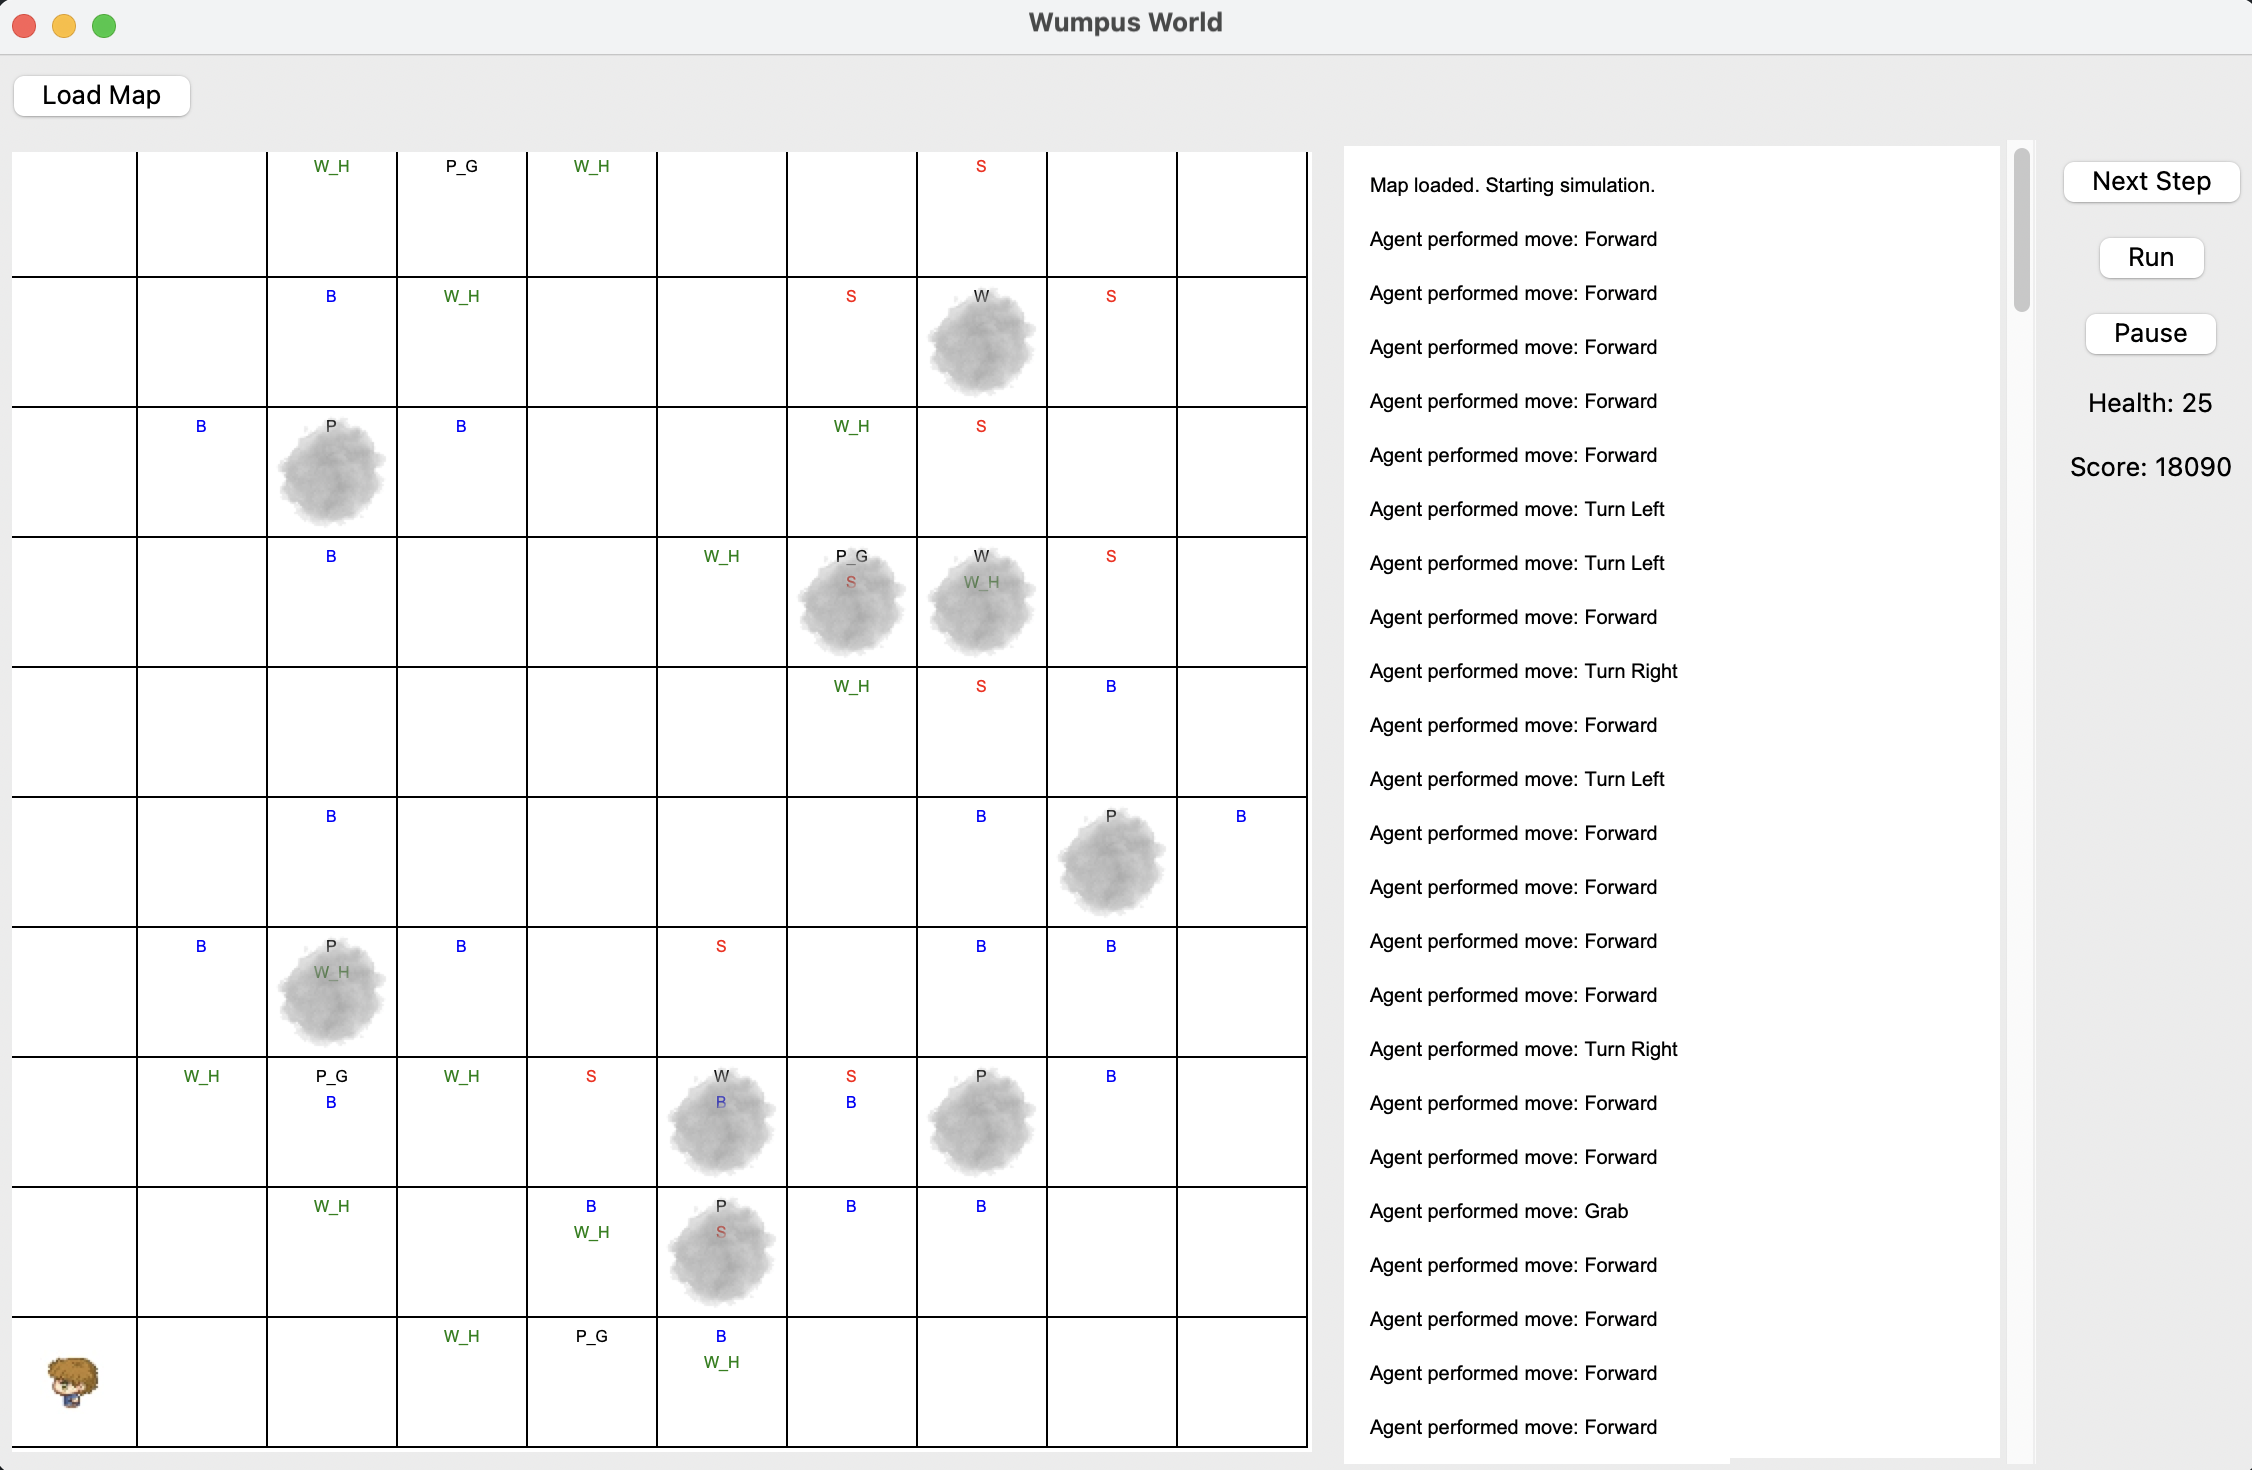 Wumpus World
Load Map
W_H P_G W_H S
B W_H S W S
B P B W_H S
B W_H P_G W S
S W_H
W_H S B
B B P B
B P B S B B
W_H
W_H P_G W_H S W S P B
B B B
W_H B P B B
W_H S
W_H P_G B
W_H
Map loaded. Starting simulation.
Agent performed move: Forward
Agent performed move: Forward
Agent performed move: Forward
Agent performed move: Forward
Agent performed move: Forward
Agent performed move: Turn Left
Agent performed move: Turn Left
Agent performed move: Forward
Agent performed move: Turn Right
Agent performed move: Forward
Agent performed move: Turn Left
Agent performed move: Forward
Agent performed move: Forward
Agent performed move: Forward
Agent performed move: Forward
Agent performed move: Turn Right
Agent performed move: Forward
Agent performed move: Forward
Agent performed move: Grab
Agent performed move: Forward
Agent performed move: Forward
Agent performed move: Forward
Agent performed move: Forward
Next Step
Run
Pause
Health: 25
Score: 18090